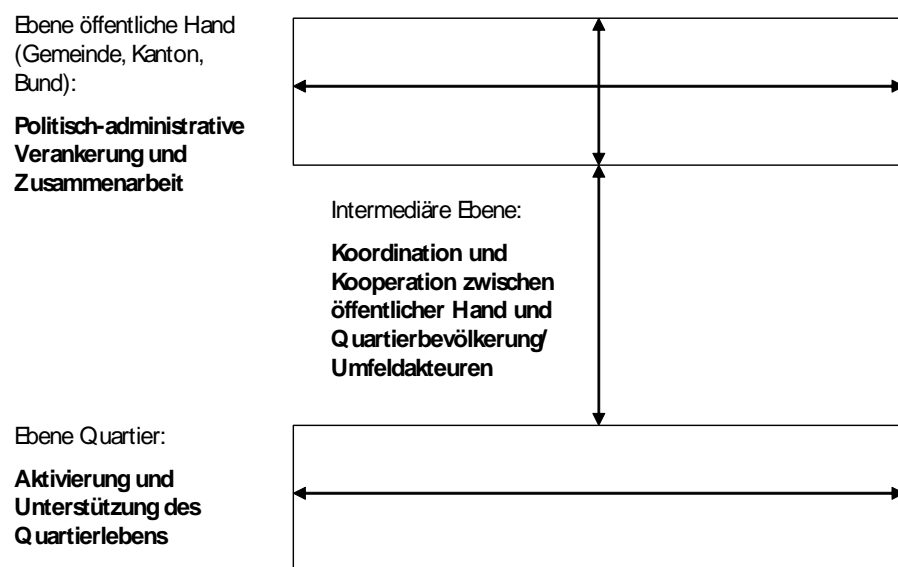 Ebene öffentliche Hand
(Gemeinde, Kanton,
Bund):
Politisch-administrative
Verankerung und
Zusammenarbeit
Intermediäre Ebene:
Koordination und
Kooperation zwischen
öffentlicher Hand und
Quartierbevölkerung/
Umfeldakteuren
Ebene Quartier:
Aktivierung und
Unterstützung des
Quartierlebens